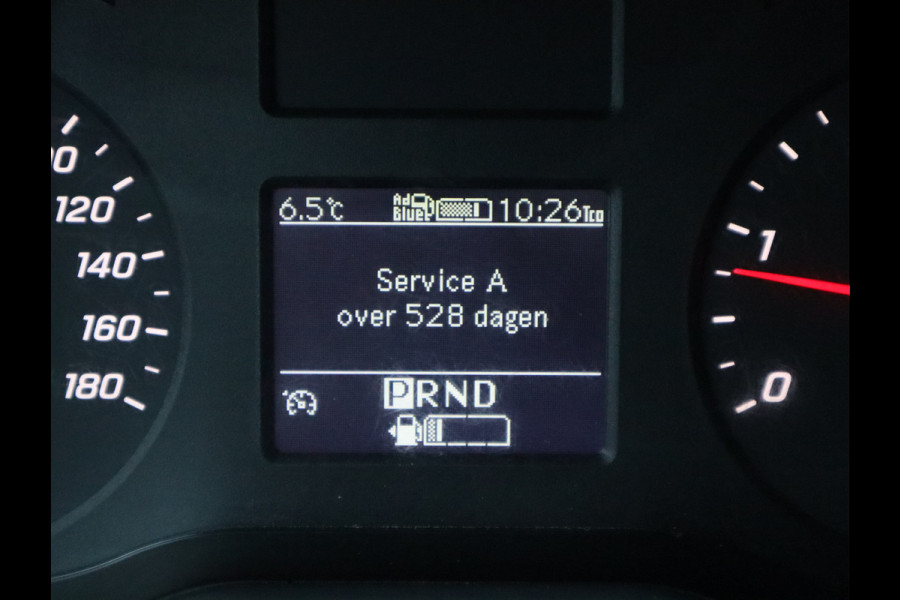 6.5°C Ad Blue 10:26 Tco
120
140
160
180
Service A
over 528 dagen
PRND
1
0